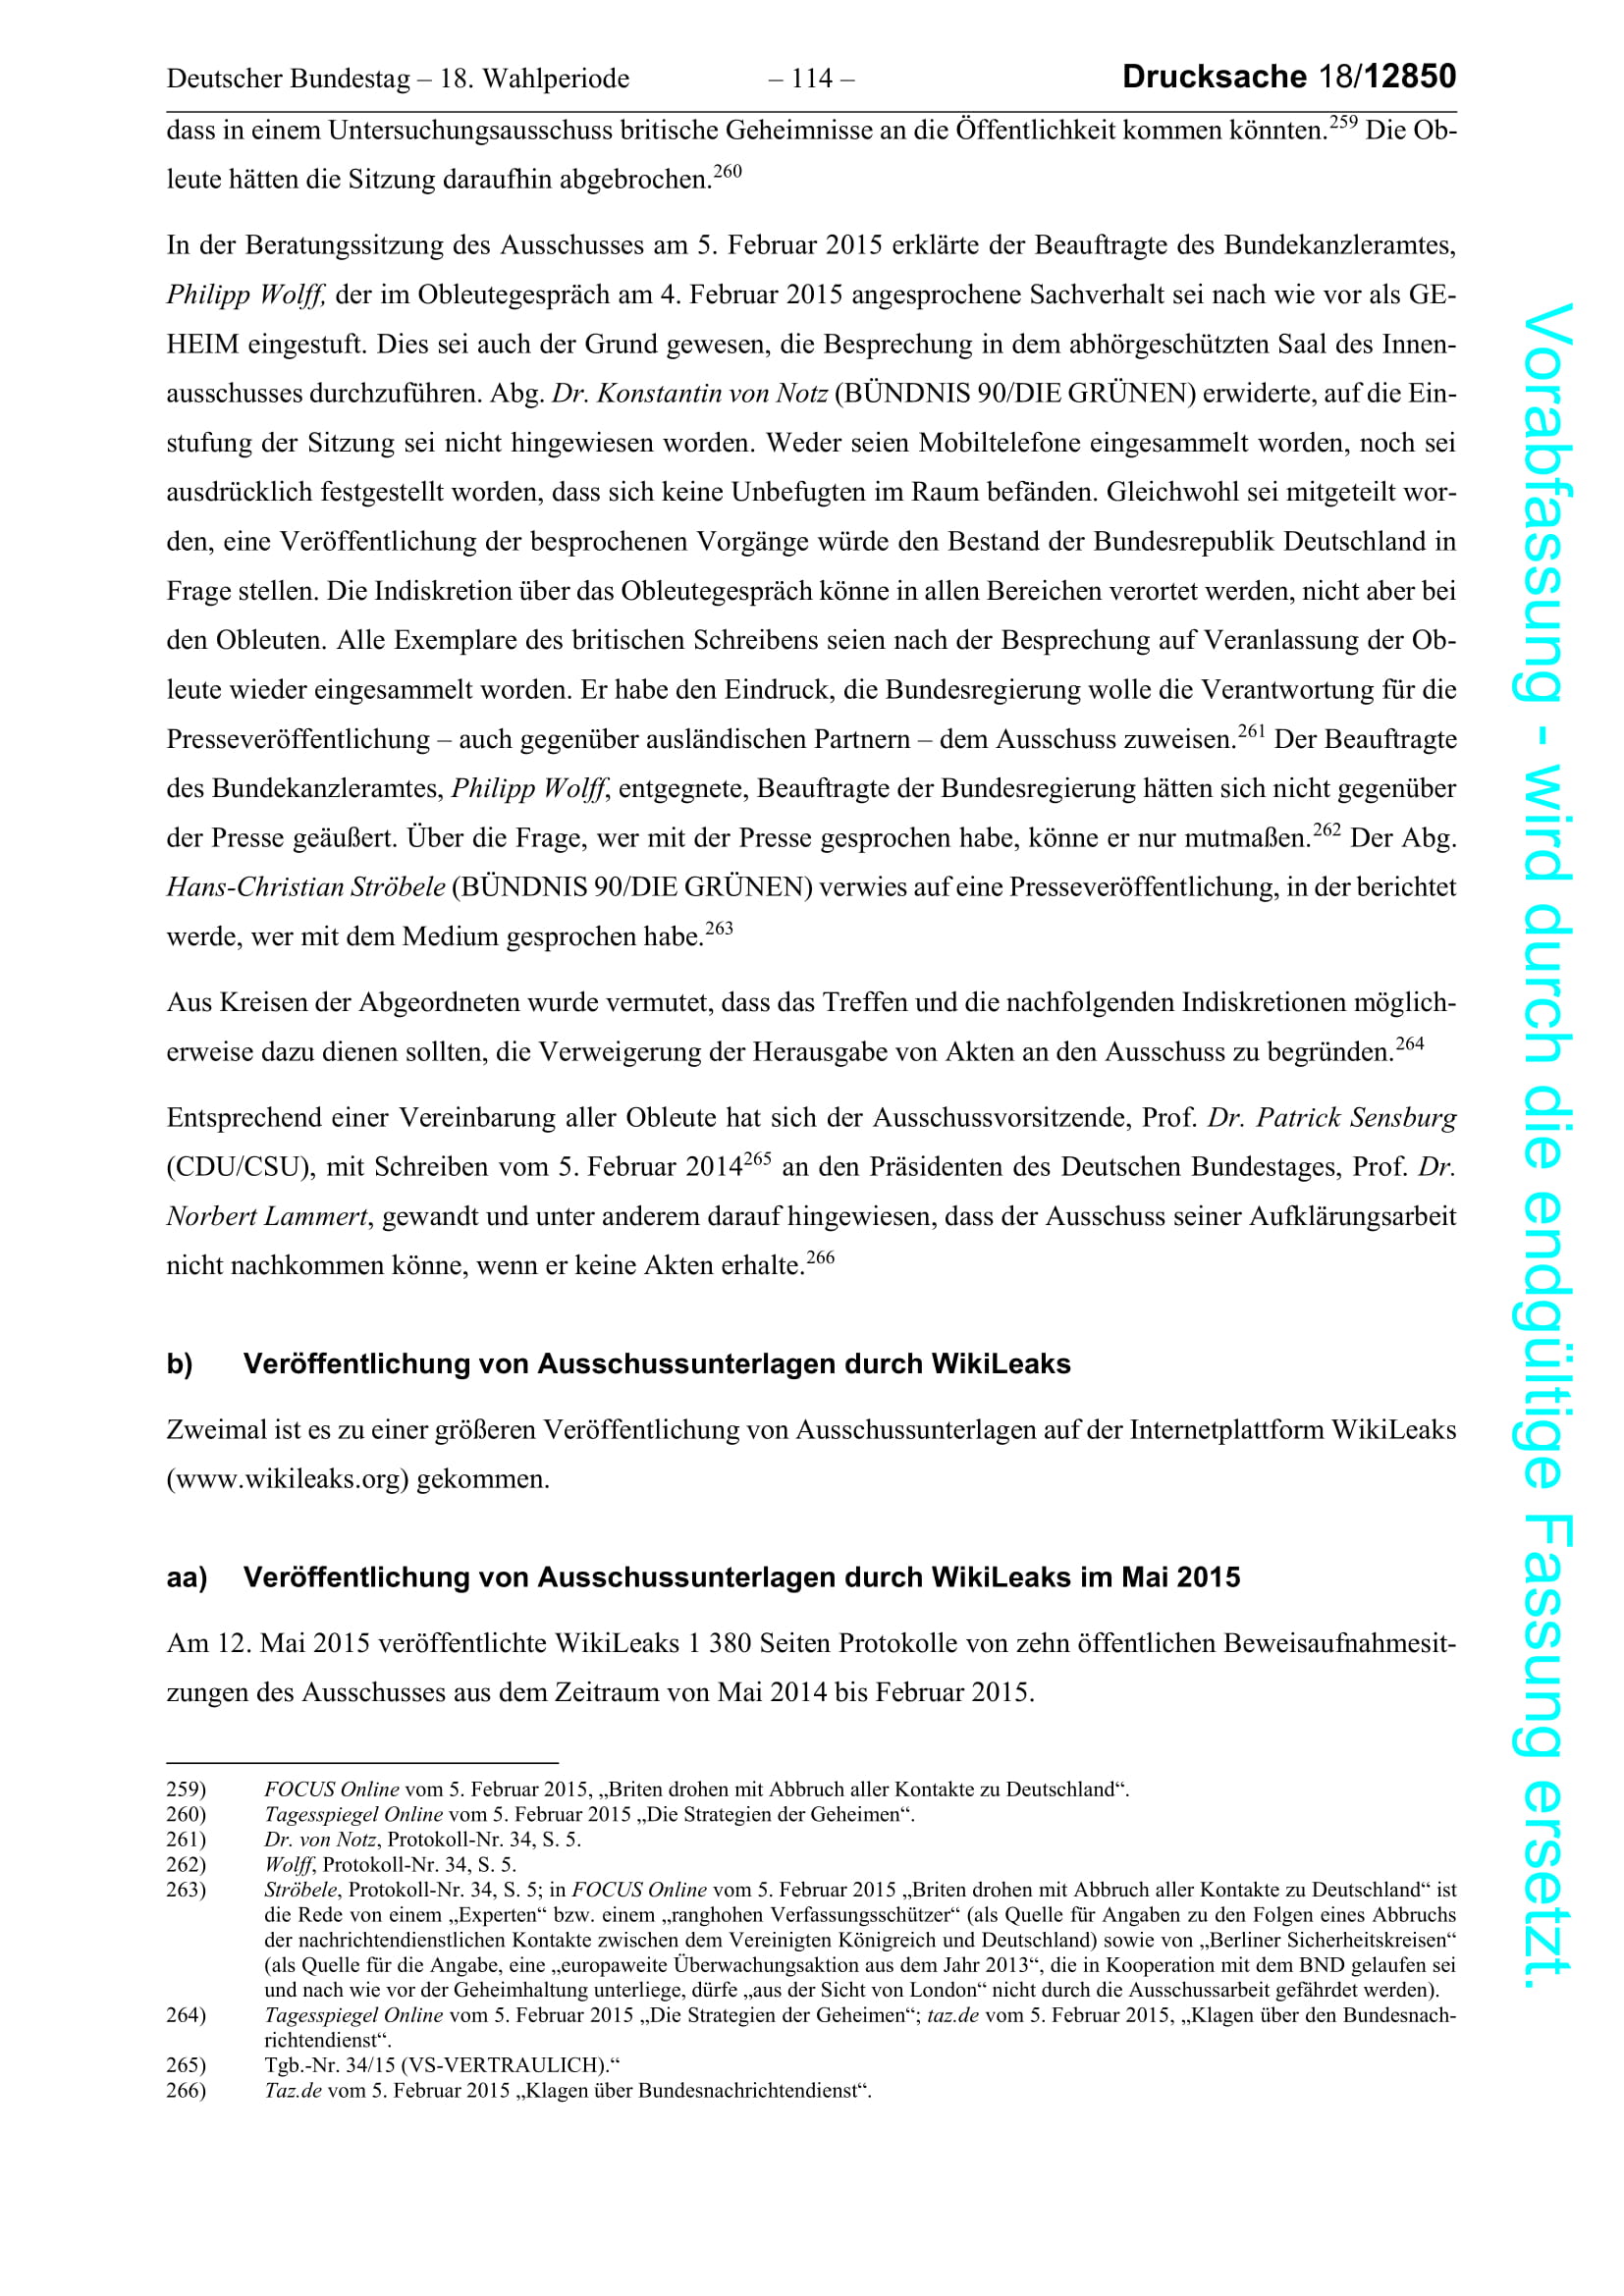 Deutscher Bundestag – 18. Wahlperiode – 114 – Drucksache 18/12850
dass in einem Untersuchungsausschuss britische Geheimnisse an die Öffentlichkeit kommen könnten.259 Die Ob-
leute hätten die Sitzung daraufhin abgebrochen.260
In der Beratungssitzung des Ausschusses am 5. Februar 2015 erklärte der Beauftragte des Bundekanzleramtes,
Philipp Wolff, der im Obleutegespräch am 4. Februar 2015 angesprochene Sachverhalt sei nach wie vor als GE-
HEIM eingestuft. Dies sei auch der Grund gewesen, die Besprechung in dem abhörgeschützten Saal des Innen-
ausschusses durchzuführen. Abg. Dr. Konstantin von Notz (BÜNDNIS 90/DIE GRÜNEN) erwiderte, auf die Ein-
stufung der Sitzung sei nicht hingewiesen worden. Weder seien Mobiltelefone eingesammelt worden, noch sei
ausdrücklich festgestellt worden, dass sich keine Unbefugten im Raum befänden. Gleichwohl sei mitgeteilt wor-
den, eine Veröffentlichung der besprochenen Vorgänge würde den Bestand der Bundesrepublik Deutschland in
Frage stellen. Die Indiskretion über das Obleutegespräch könne in allen Bereichen verortet werden, nicht aber bei
den Obleuten. Alle Exemplare des britischen Schreibens seien nach der Besprechung auf Veranlassung der Ob-
leute wieder eingesammelt worden. Er habe den Eindruck, die Bundesregierung wolle die Verantwortung für die
Presseveröffentlichung – auch gegenüber ausländischen Partnern – dem Ausschuss zuweisen.261 Der Beauftragte
des Bundekanzleramtes, Philipp Wolff, entgegnete, Beauftragte der Bundesregierung hätten sich nicht gegenüber
der Presse geäußert. Über die Frage, wer mit der Presse gesprochen habe, könne er nur mutmaßen.262 Der Abg.
Hans-Christian Ströbele (BÜNDNIS 90/DIE GRÜNEN) verwies auf eine Presseveröffentlichung, in der berichtet
werde, wer mit dem Medium gesprochen habe.263
Aus Kreisen der Abgeordneten wurde vermutet, dass das Treffen und die nachfolgenden Indiskretionen möglich-
erweise dazu dienen sollten, die Verweigerung der Herausgabe von Akten an den Ausschuss zu begründen.264
Entsprechend einer Vereinbarung aller Obleute hat sich der Ausschussvorsitzende, Prof. Dr. Patrick Sensburg
(CDU/CSU), mit Schreiben vom 5. Februar 2014265 an den Präsidenten des Deutschen Bundestages, Prof. Dr.
Norbert Lammert, gewandt und unter anderem darauf hingewiesen, dass der Ausschuss seiner Aufklärungsarbeit
nicht nachkommen könne, wenn er keine Akten erhalte.266
b) Veröffentlichung von Ausschussunterlagen durch WikiLeaks
Zweimal ist es zu einer größeren Veröffentlichung von Ausschussunterlagen auf der Internetplattform WikiLeaks
(www.wikileaks.org) gekommen.
aa) Veröffentlichung von Ausschussunterlagen durch WikiLeaks im Mai 2015
Am 12. Mai 2015 veröffentlichte WikiLeaks 1 380 Seiten Protokolle von zehn öffentlichen Beweisaufnahmesit-
zungen des Ausschusses aus dem Zeitraum von Mai 2014 bis Februar 2015.
259) FOCUS Online vom 5. Februar 2015, „Briten drohen mit Abbruch aller Kontakte zu Deutschland“.
260) Tagesspiegel Online vom 5. Februar 2015 „Die Strategien der Geheimen“.
261) Dr. von Notz, Protokoll-Nr. 34, S. 5.
262) Wolff, Protokoll-Nr. 34, S. 5.
263) Ströbele, Protokoll-Nr. 34, S. 5; in FOCUS Online vom 5. Februar 2015 „Briten drohen mit Abbruch aller Kontakte zu Deutschland“ ist
die Rede von einem „Experten“ bzw. einem „ranghohen Verfassungsschützer“ (als Quelle für Angaben zu den Folgen eines Abbruchs
der nachrichtendienstlichen Kontakte zwischen dem Vereinigten Königreich und Deutschland) sowie von „Berliner Sicherheitskreisen“
(als Quelle für die Angabe, eine „europaweite Überwachungsaktion aus dem Jahr 2013“, die in Kooperation mit dem BND gelaufen sei
und nach wie vor der Geheimhaltung unterliege, dürfe „aus der Sicht von London“ nicht durch die Ausschussarbeit gefährdet werden).
264) Tagesspiegel Online vom 5. Februar 2015 „Die Strategien der Geheimen“; taz.de vom 5. Februar 2015, „Klagen über den Bundesnach-
richtendienst“.
265) Tgb.-Nr. 34/15 (VS-VERTRAULICH).“
266) Taz.de vom 5. Februar 2015 „Klagen über Bundesnachrichtendienst“.
Vorabfassung - wird durch die endgültige Fassung ersetzt.